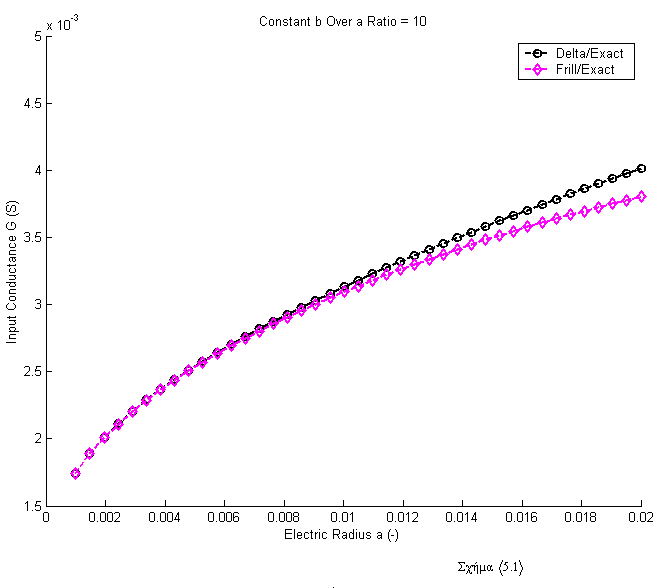 x 10⁻³
Constant b Over a Ratio = 10
Delta/Exact
Frill/Exact
5
4.5
4
3.5
3
2.5
2
1.5
Input Conductance G (S)
0 0.002 0.004 0.006 0.008 0.01 0.012 0.014 0.016 0.018 0.02
Electric Radius a (-)
Σχήμα ⟨5.1⟩